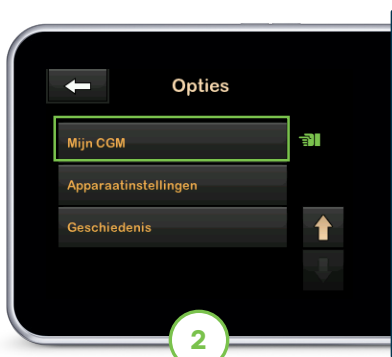 Opties
Mijn CGM
Apparaatinstellingen
Geschiedenis
2